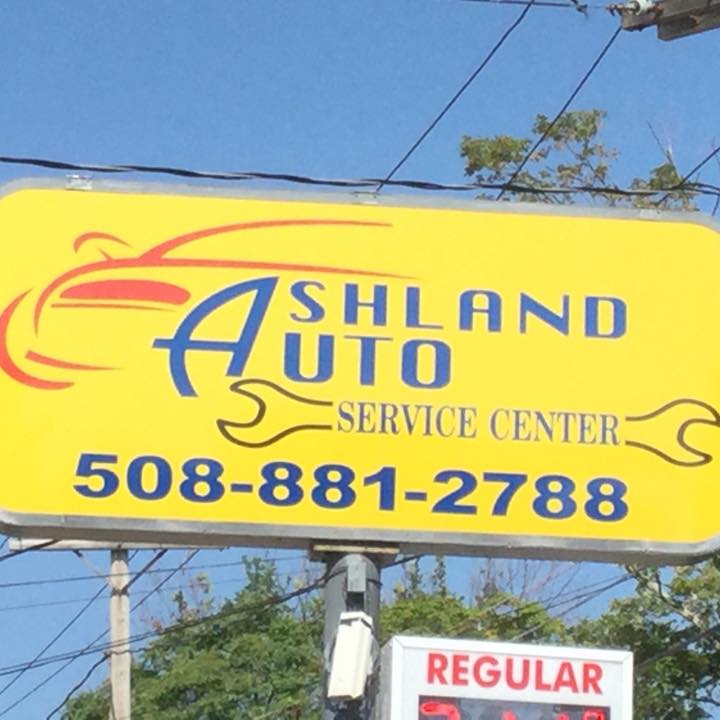 ASHLAND
AUTO
SERVICE CENTER
508-881-2788
REGULAR